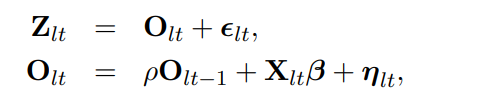 Z_{lt} = O_{lt} + ϵ_{lt},
O_{lt} = ρO_{lt−1} + X_{lt}β + η_{lt},